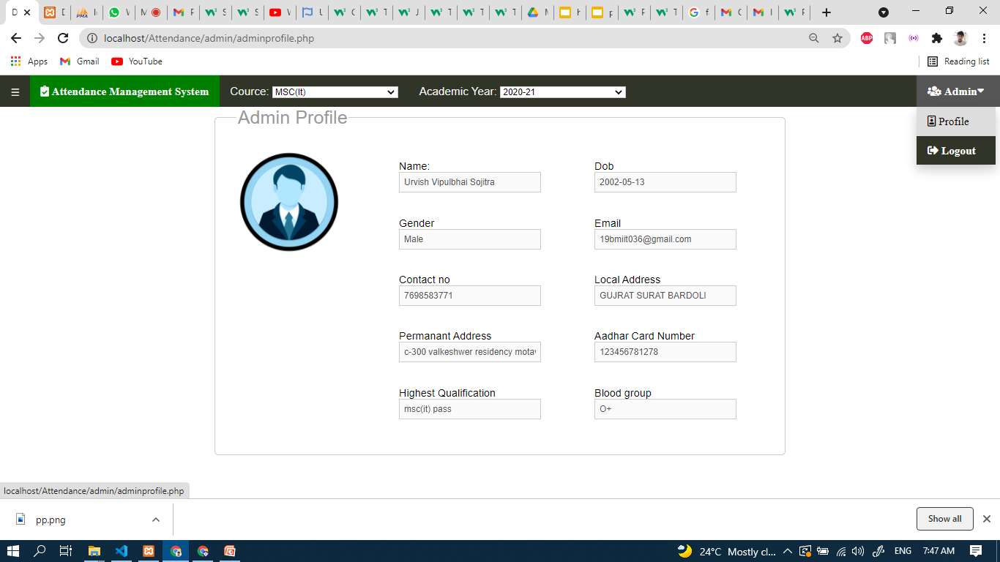 localhost/Attendance/admin/adminprofile.php
ABP
Apps Gmail YouTube Reading list
☰ Attendance Management System Cource: MSC(It) Academic Year: 2020-21 Admin
Profile
Logout
Admin Profile
Name: Dob
Urvish Vipulbhai Sojitra 2002-05-13
Gender Email
Male 19bmiit036@gmail.com
Contact no Local Address
7698583771 GUJRAT SURAT BARDOLI
Permanant Address Aadhar Card Number
c-300 valkeshwer residency 123456781278
Highest Qualification Blood group
msc(it) pass O+
localhost/Attendance/admin/adminprofile.php
pp.png Show all
24°C Mostly cl... ENG 7:47 AM